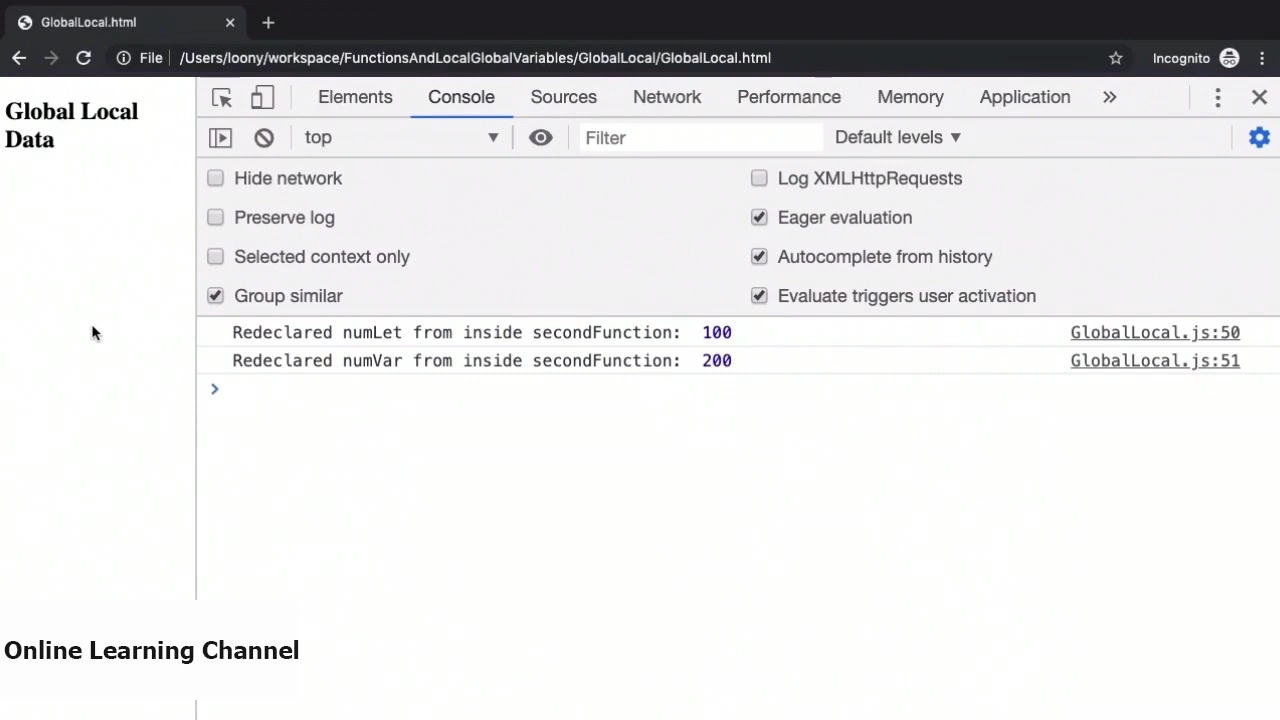 GlobalLocal.html
File
/Users/loony/workspace/FunctionsAndLocalGlobalVariables/GlobalLocal/GlobalLocal.html
Incognito
Global Local
Data
Elements Console Sources Network Performance Memory Application
top Filter Default levels
Hide network Log XMLHttpRequests
Preserve log Eager evaluation
Selected context only Autocomplete from history
Group similar Evaluate triggers user activation
Redeclared numLet from inside secondFunction: 100 GlobalLocal.js:50
Redeclared numVar from inside secondFunction: 200 GlobalLocal.js:51
Online Learning Channel